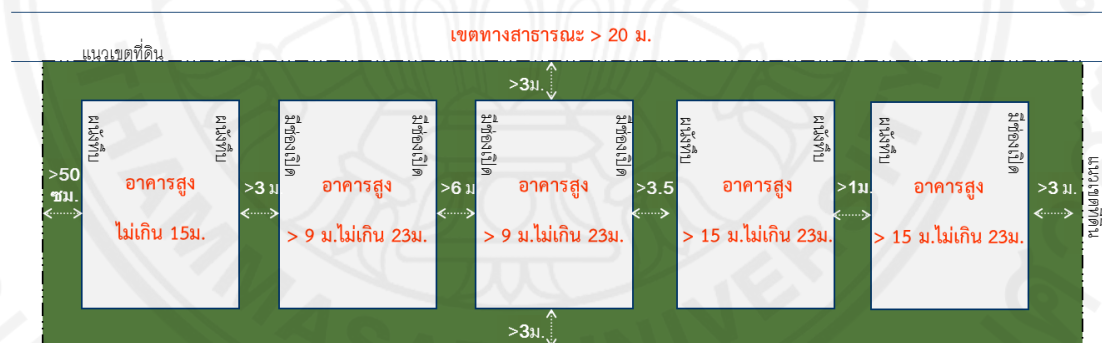 เขตทางสาธารณะ > 20 ม.
แนวเขตที่ดิน
>3ม.
ผนังทึบ
ผนังทึบ
มีช่องเปิด
มีช่องเปิด
มีช่องเปิด
มีช่องเปิด
ผนังทึบ
ผนังทึบ
ผนังทึบ
มีช่องเปิด
แนวเขตที่ดิน
>50
ซม.
อาคารสูง
ไม่เกิน 15ม.
>3 ม
อาคารสูง
> 9 ม.ไม่เกิน 23ม.
>6 ม
อาคารสูง
> 9 ม.ไม่เกิน 23ม.
>3.5
อาคารสูง
> 15 ม.ไม่เกิน 23ม.
>1ม.
อาคารสูง
> 15 ม.ไม่เกิน 23ม.
>3 ม.
>3ม.